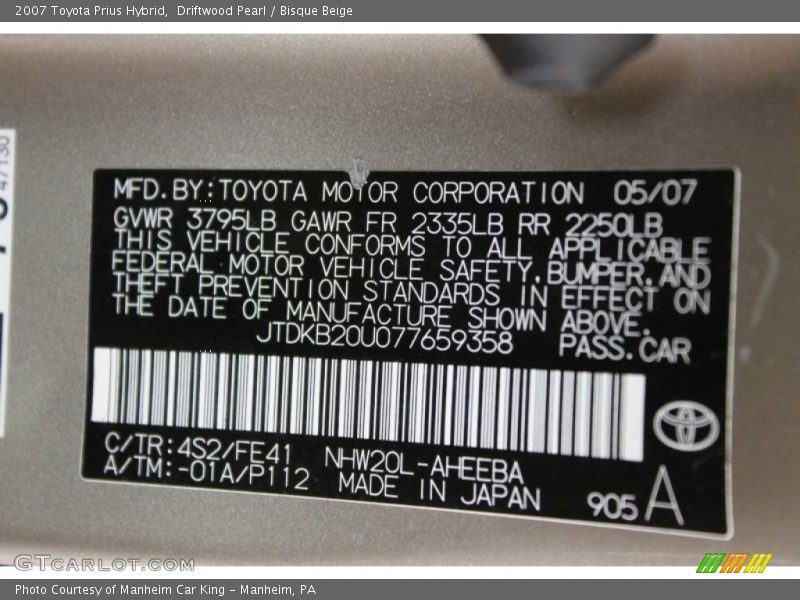 2007 Toyota Prius Hybrid,  Driftwood Pearl / Bisque Beige
47130
MFD. BY: TOYOTA MOTOR CORPORATION 05/07
GVWR 3795LB GAWR FR 2335LB RR 2250LB
THIS VEHICLE CONFORMS TO ALL APPLICABLE
FEDERAL MOTOR VEHICLE SAFETY, BUMPER, AND
THEFT PREVENTION STANDARDS IN EFFECT ON
THE DATE OF MANUFACTURE SHOWN ABOVE.
JTDKB20U077659358 PASS. CAR
C/TR: 4S2/FE41 NHW20L-AHEEBA
A/TM: -01A/P112 MADE IN JAPAN
905 A
GTCARLOT.COM
Photo Courtesy of Manheim Car King - Manheim, PA